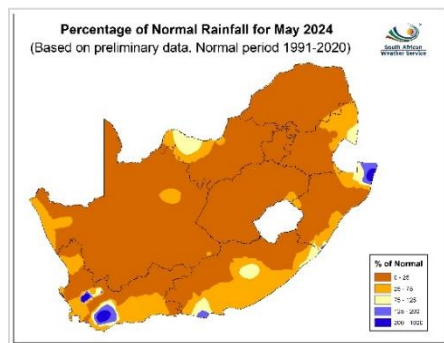 Percentage of Normal Rainfall for May 2024
(Based on preliminary data. Normal period 1991-2020)
South African
Weather Service
% of Normal
0 - 25
25 - 75
75 - 125
125 - 200
200 - 1000